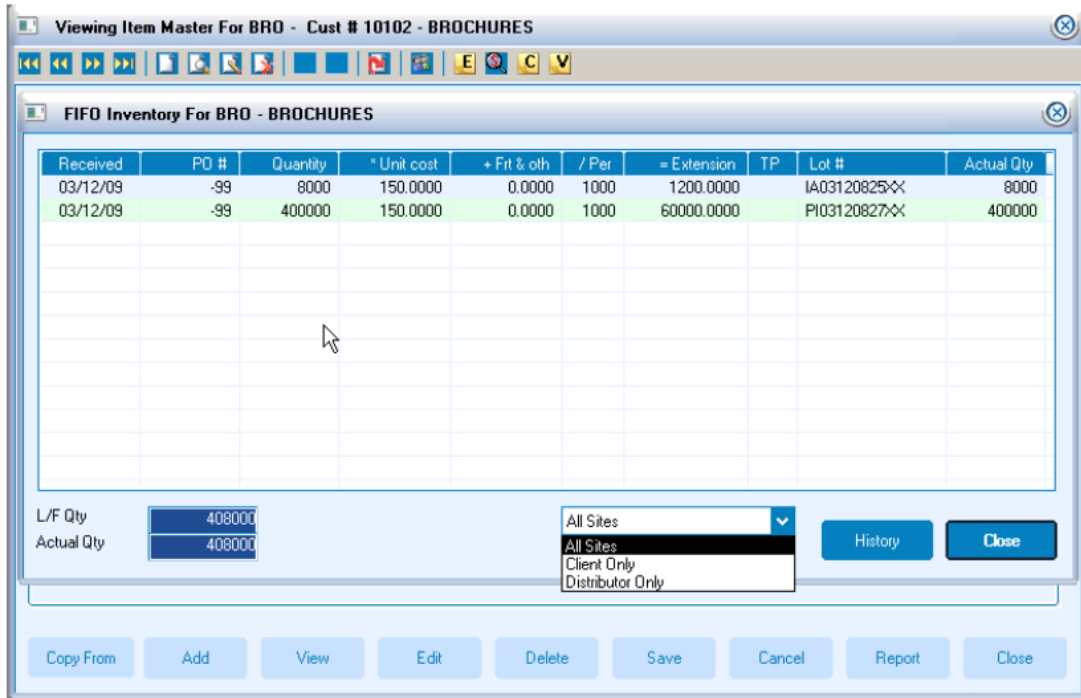 Viewing Item Master For BRO - Cust # 10102 - BROCHURES
E C V
FIFO Inventory For BRO - BROCHURES
Received PO # Quantity * Unit cost + Frt & oth / Per = Extension TP Lot # Actual Qty
03/12/09 -99 8000 150.0000 0.0000 1000 1200.0000 IA03120825XX 8000
03/12/09 -99 400000 150.0000 0.0000 1000 60000.0000 PI03120827XX 400000
L/F Qty 408000 All Sites
Actual Qty 408000 All Sites History Close
Client Only
Distributor Only
Copy From Add View Edit Delete Save Cancel Report Close